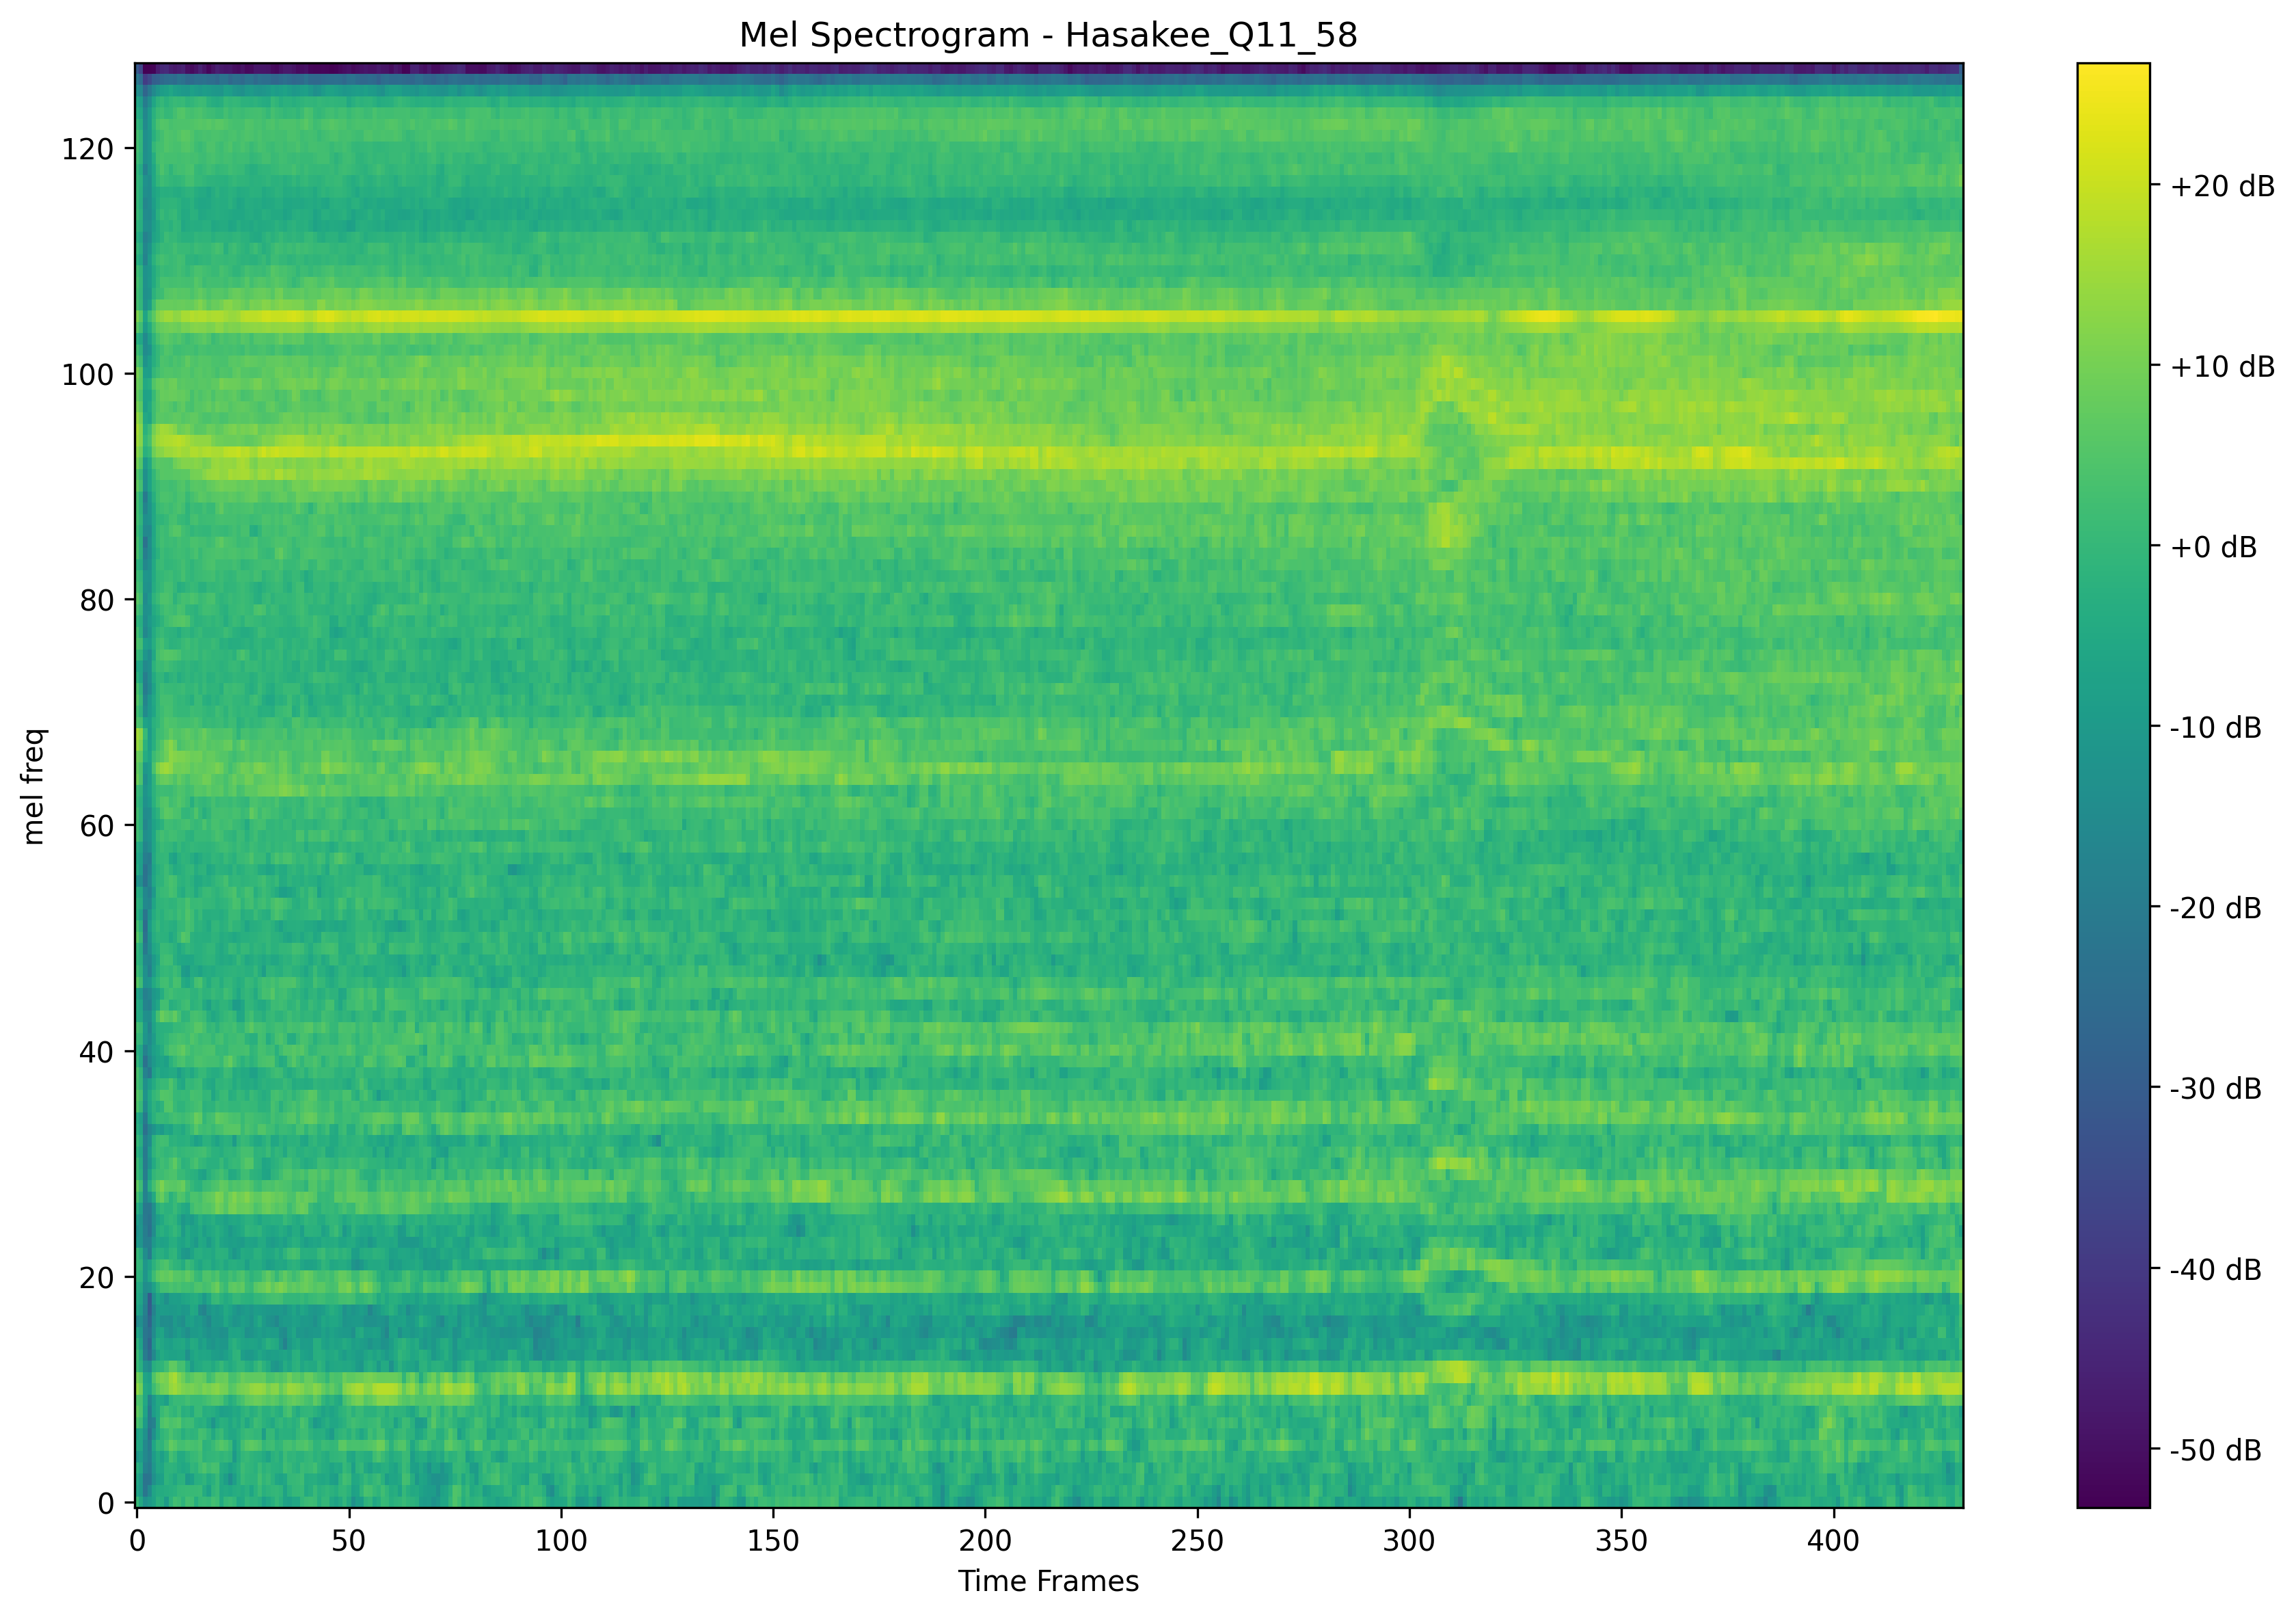 Mel Spectrogram - Hasakee_Q11_58
mel freq
120
100
80
60
40
20
0
0 50 100 150 200 250 300 350 400
Time Frames
+20 dB
+10 dB
+0 dB
-10 dB
-20 dB
-30 dB
-40 dB
-50 dB